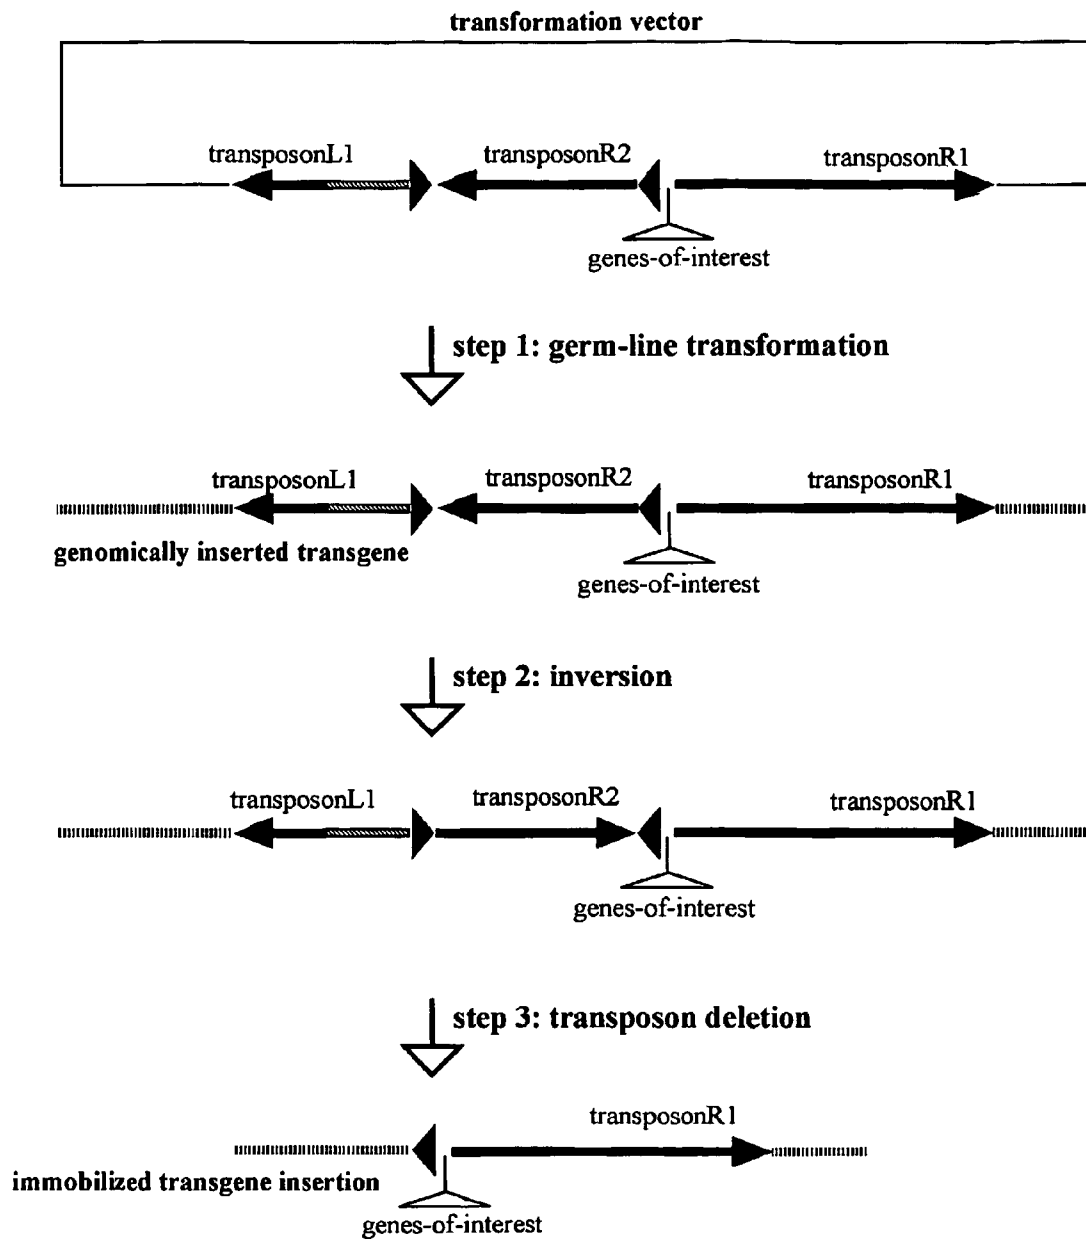 transformation vector
transposonL1 transposonR2 transposonR1
genes-of-interest
step 1: germ-line transformation
transposonL1 transposonR2 transposonR1
genomically inserted transgene
genes-of-interest
step 2: inversion
transposonL1 transposonR2 transposonR1
genes-of-interest
step 3: transposon deletion
transposonR1
immobilized transgene insertion
genes-of-interest